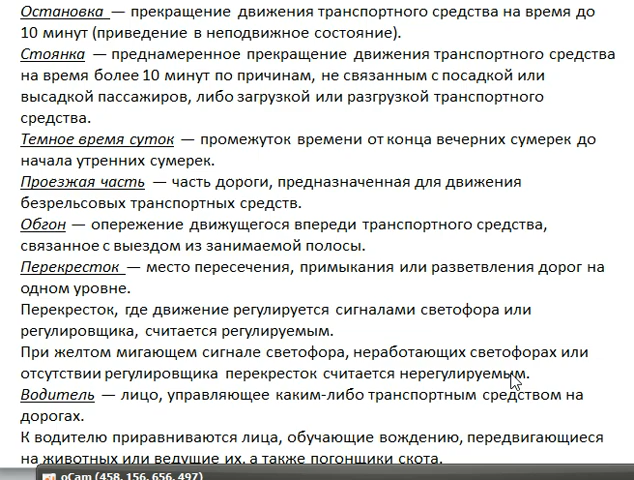 Остановка — прекращение движения транспортного средства на время до
10 минут (приведение в неподвижное состояние).
Стоянка — преднамеренное прекращение движения транспортного средства
на время более 10 минут по причинам, не связанным с посадкой или
высадкой пассажиров, либо загрузкой или разгрузкой транспортного
средства.
Темное время суток — промежуток времени от конца вечерних сумерек до
начала утренних сумерек.
Проезжая часть — часть дороги, предназначенная для движения
безрельсовых транспортных средств.
Обгон — опережение движущегося впереди транспортного средства,
связанное с выездом из занимаемой полосы.
Перекресток — место пересечения, примыкания или разветвления дорог на
одном уровне.
Перекресток, где движение регулируется сигналами светофора или
регулировщика, считается регулируемым.
При желтом мигающем сигнале светофора, неработающих светофорах или
отсутствии регулировщика перекресток считается нерегулируемым.
Водитель — лицо, управляющее каким-либо транспортным средством на
дорогах.
К водителю приравниваются лица, обучающие вождению, передвигающиеся
на животных или ведущие их, а также погонщики скота.
oCam (458, 156, 656, 497)